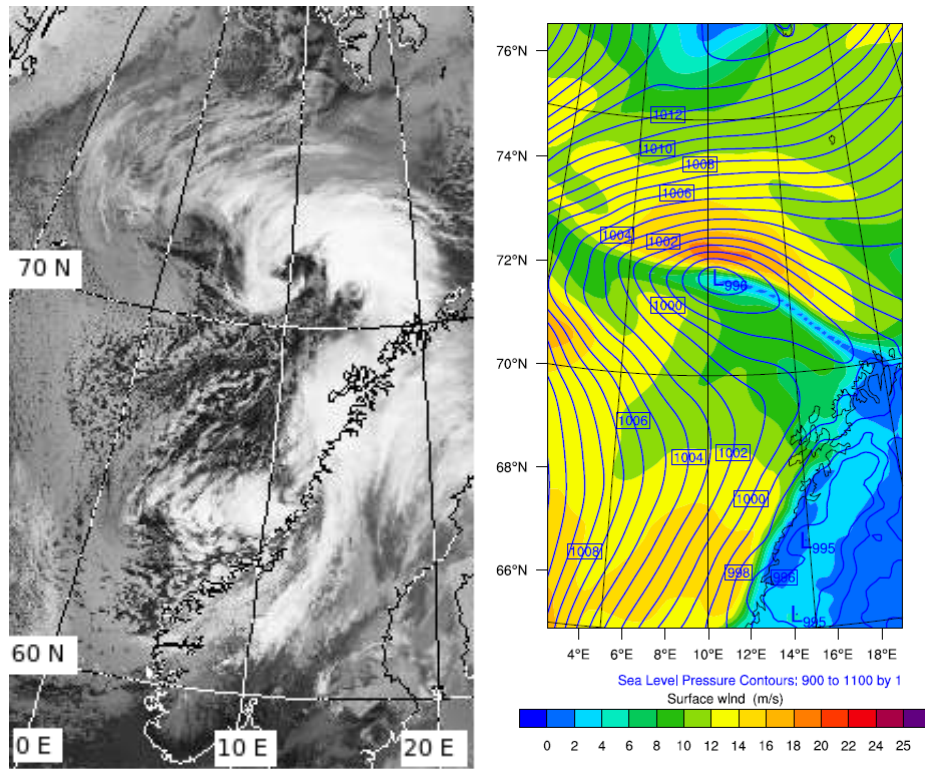 70 N
60 N
0 E
10 E
20 E
76°N
74°N
72°N
70°N
68°N
66°N
1012
1010
1008
1006
1004
1002
L996
1000
1006
1004
1002
1000
1008
998
996
L995
L995
4°E 6°E 8°E 10°E 12°E 14°E 16°E 18°E
Sea Level Pressure Contours: 900 to 1100 by 1
Surface wind (m/s)
0 2 4 6 8 10 12 14 16 18 20 22 24 25